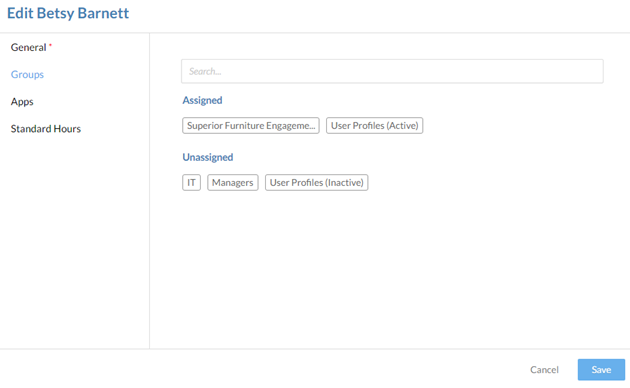 Edit Betsy Barnett
General *
Groups
Apps
Standard Hours
Search...
Assigned
Superior Furniture Engageme... User Profiles (Active)
Unassigned
IT Managers User Profiles (Inactive)
Cancel Save